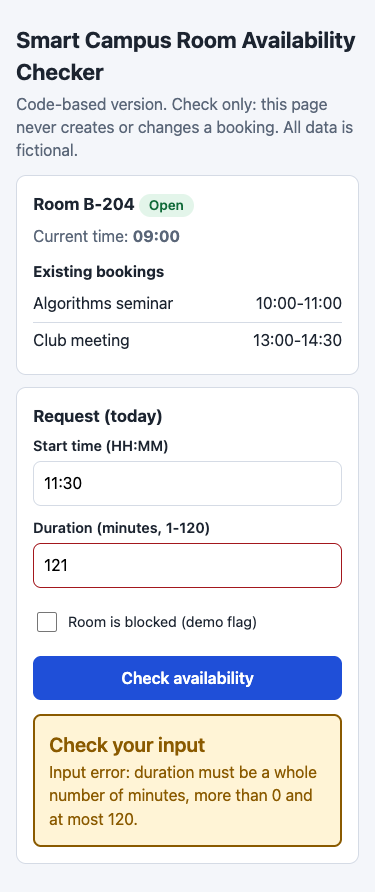 Smart Campus Room Availability
Checker
Code-based version. Check only: this page
never creates or changes a booking. All data is
fictional.
Room B-204 Open
Current time: 09:00
Existing bookings
Algorithms seminar 10:00-11:00
Club meeting 13:00-14:30
Request (today)
Start time (HH:MM)
11:30
Duration (minutes, 1-120)
121
Room is blocked (demo flag)
Check availability
Check your input
Input error: duration must be a whole
number of minutes, more than 0 and
at most 120.